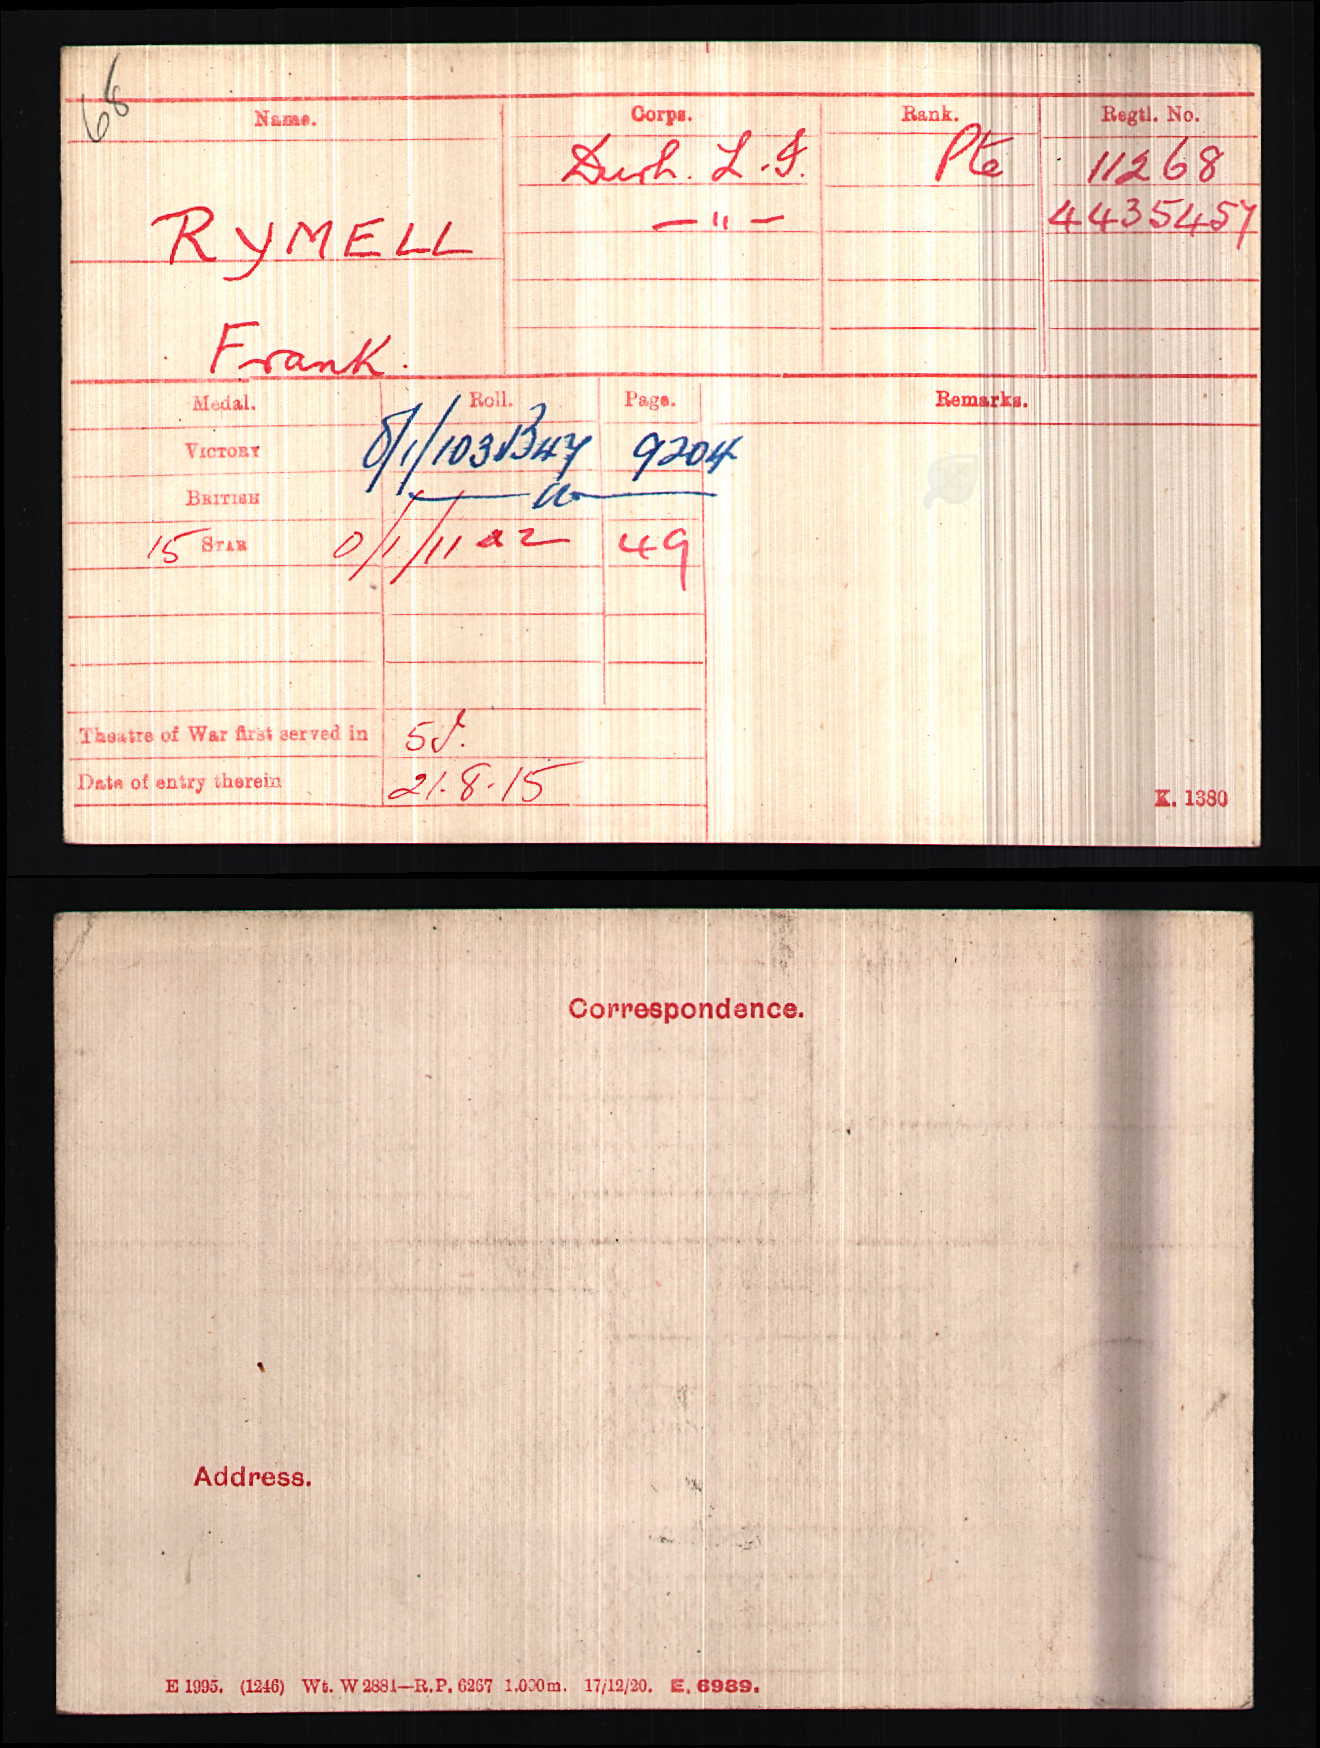 68
Name. Corps. Rank. Regtl. No.
Durh. L.I. Pte 11268
RYMELL — " — 4435457
Frank.
Medal. Roll. Page. Remarks.
VICTORY 0/1/103B47 9204
BRITISH — " —
15 STAR 0/1/11 49
Theatre of War first served in
Date of entry therein 21.8.15
K. 1380
Correspondence.
Address.
E 1995. (1246) Wt. W 2881—R.P. 6267 1.000m. 17/12/20. E. 6989.